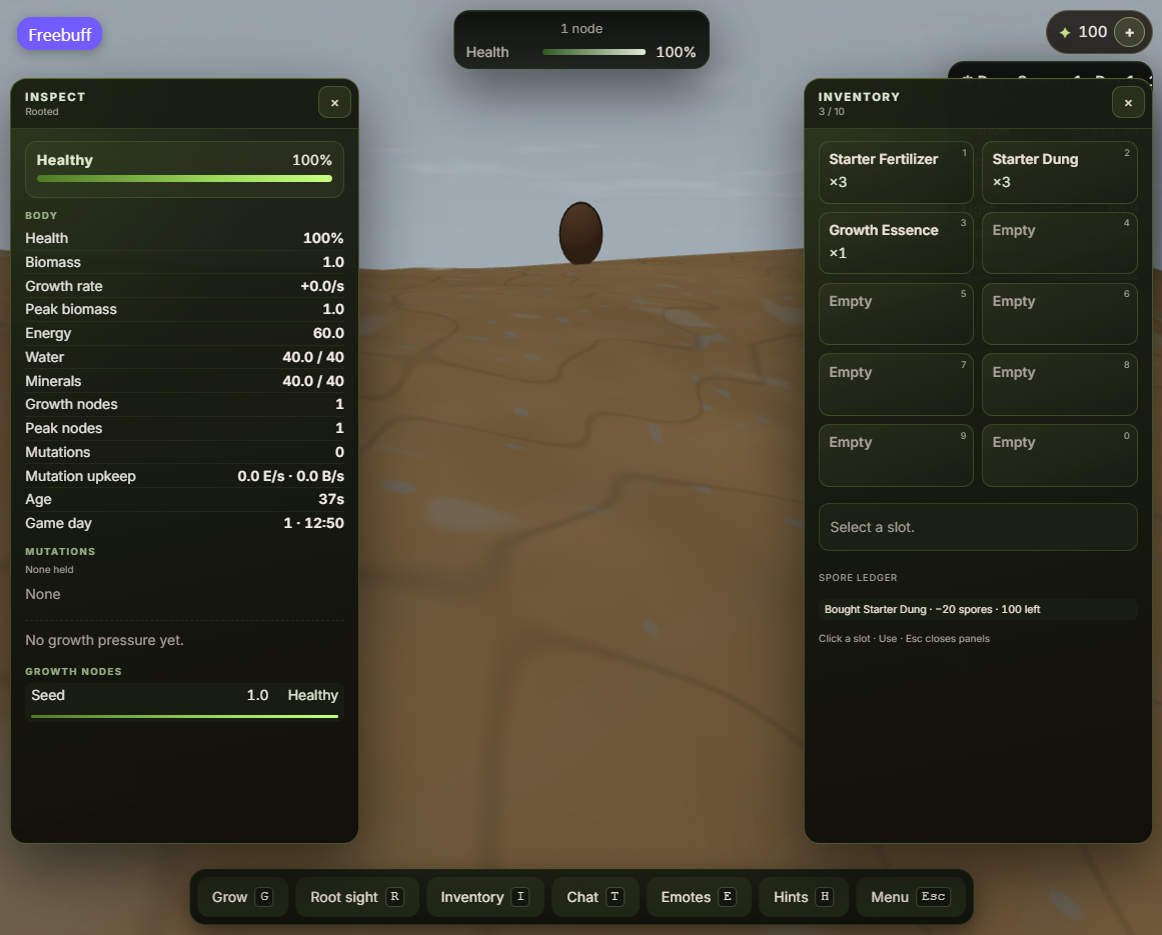 Freebuff
1 node
Health 100%
100 +
INSPECT
Rooted
×
Healthy 100%
BODY
Health 100%
Biomass 1.0
Growth rate +0.0/s
Peak biomass 1.0
Energy 60.0
Water 40.0 / 40
Minerals 40.0 / 40
Growth nodes 1
Peak nodes 1
Mutations 0
Mutation upkeep 0.0 E/s · 0.0 B/s
Age 37s
Game day 1 · 12:50
MUTATIONS
None held
None
No growth pressure yet.
GROWTH NODES
Seed 1.0 Healthy
INVENTORY
3 / 10
×
Starter Fertilizer 1
×3
Starter Dung 2
×3
Growth Essence 3
×1
Empty 4
Empty 5
Empty 6
Empty 7
Empty 8
Empty 9
Empty 0
Select a slot.
SPORE LEDGER
Bought Starter Dung · −20 spores · 100 left
Click a slot · Use · Esc closes panels
Grow G
Root sight R
Inventory I
Chat T
Emotes E
Hints H
Menu Esc